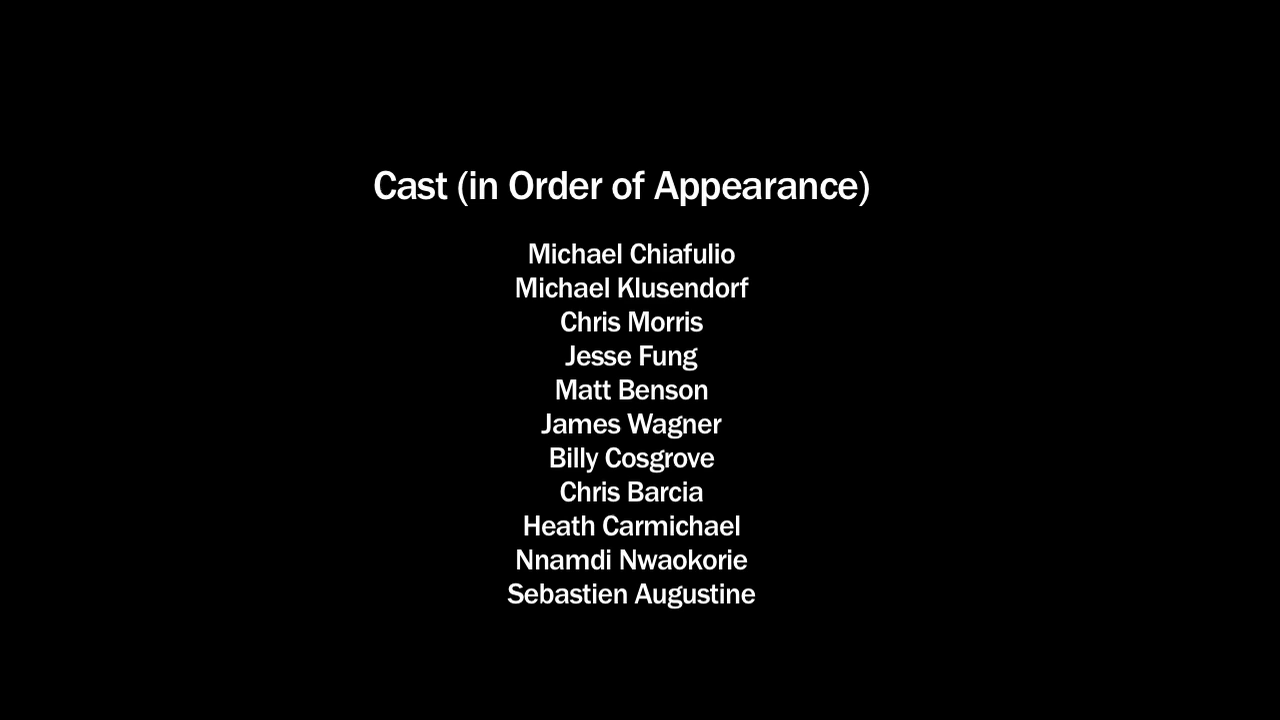 Cast (in Order of Appearance)
Michael Chiafulio
Michael Klusendorf
Chris Morris
Jesse Fung
Matt Benson
James Wagner
Billy Cosgrove
Chris Barcia
Heath Carmichael
Nnamdi Nwaokorie
Sebastien Augustine